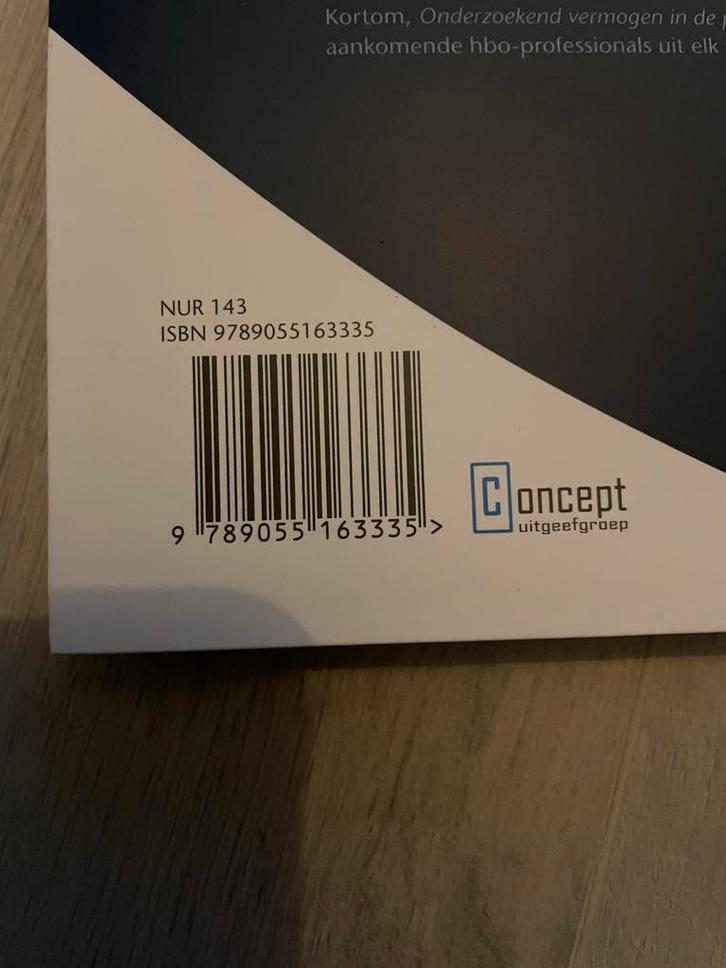 Kortom, Onderzoekend vermogen in de
aankomende hbo-professionals uit elk
NUR 143
ISBN 9789055163335
9 789055 163335 >
Concept
uitgeefgroep